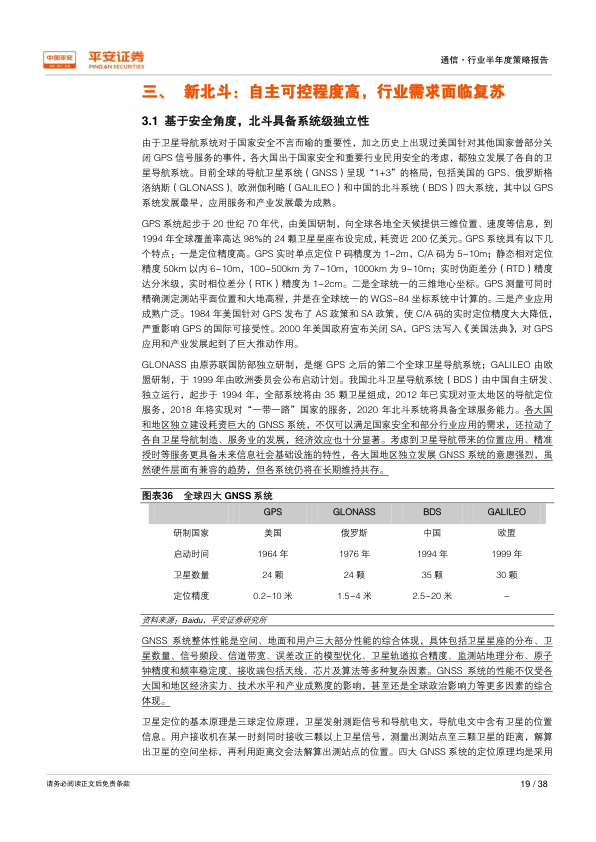 中国平安
平安证券
PINGAN SECURITIES
通信·行业半年度策略报告
三、 新北斗：自主可控程度高，行业需求面临复苏
3.1 基于安全角度，北斗具备系统级独立性
由于卫星导航系统对于国家安全不言而喻的重要性，加之历史上出现过美国针对其他国家曾部分关
闭 GPS 信号服务的事件，各大国出于国家安全和重要行业民用安全的考虑，都独立发展了各自的卫
星导航系统。目前全球的导航卫星系统（GNSS）呈现“1+3”的格局，包括美国的 GPS、俄罗斯格
洛纳斯（GLONASS）、欧洲伽利略（GALILEO）和中国的北斗系统（BDS）四大系统，其中以 GPS
系统发展最早，应用服务和产业发展最为成熟。
GPS 系统起步于 20 世纪 70 年代，由美国研制，向全球各地全天候提供三维位置、速度等信息，到
1994 年全球覆盖率高达 98%的 24 颗卫星星座布设完成，耗资近 200 亿美元。GPS 系统具有以下几
个特点：一是定位精度高。GPS 实时单点定位 P 码精度为 1-2m，C/A 码为 5-10m；静态相对定位
精度 50km 以内 6-10m，100-500km 为 7-10m，1000km 为 9-10m；实时伪距差分（RTD）精度
达分米级，实时相位差分（RTK）精度为 1-2cm。二是全球统一的三维地心坐标。GPS 测量可同时
精确测定测站平面位置和大地高程，并是在全球统一的 WGS-84 坐标系统中计算的。三是产业应用
成熟广泛。1984 年美国针对 GPS 发布了 AS 政策和 SA 政策，使 C/A 码的实时定位精度大大降低，
严重影响 GPS 的国际可接受性。2000 年美国政府宣布关闭 SA，GPS 法写入《美国法典》，对 GPS
应用和产业发展起到了巨大推动作用。
GLONASS 由原苏联国防部独立研制，是继 GPS 之后的第二个全球卫星导航系统；GALILEO 由欧
盟研制，于 1999 年由欧洲委员会公布启动计划。我国北斗卫星导航系统（BDS）由中国自主研发、
独立运行，起步于 1994 年，全部系统将由 35 颗卫星组成，2012 年已实现对亚太地区的导航定位
服务，2018 年将实现对“一带一路”国家的服务，2020 年北斗系统将具备全球服务能力。各大国
和地区独立建设耗资巨大的 GNSS 系统，不仅可以满足国家安全和部分行业应用的需求，还拉动了
各自卫星导航制造、服务业的发展，经济效应也十分显著。考虑到卫星导航带来的位置应用、精准
授时等服务更具备未来信息社会基础设施的特性，各大国地区独立发展 GNSS 系统的意愿强烈，虽
然硬件层面有兼容的趋势，但各系统仍将在长期维持共存。
图表36 全球四大 GNSS 系统
GPS GLONASS BDS GALILEO
研制国家 美国 俄罗斯 中国 欧盟
启动时间 1964 年 1976 年 1994 年 1999 年
卫星数量 24 颗 24 颗 35 颗 30 颗
定位精度 0.2-10 米 1.5-4 米 2.5-20 米 -
资料来源：Baidu，平安证券研究所
GNSS 系统整体性能是空间、地面和用户三大部分性能的综合体现，具体包括卫星星座的分布、卫
星数量、信号频段、信道带宽、误差改正的模型优化、卫星轨道拟合精度、监测站地理分布、原子
钟精度和频率稳定度、接收端包括天线、芯片及算法等多种复杂因素。GNSS 系统的性能不仅受各
大国和地区经济实力、技术水平和产业成熟度的影响，甚至还是全球政治影响力等更多因素的综合
体现。
卫星定位的基本原理是三球定位原理，卫星发射测距信号和导航电文，导航电文中含有卫星的位置
信息。用户接收机在某一时刻同时接收三颗以上卫星信号，测量出测站点至三颗卫星的距离，解算
出卫星的空间坐标，再利用距离交会法解算出测站点的位置。四大 GNSS 系统的定位原理均是采用
请务必阅读正文后免责条款
19 / 38